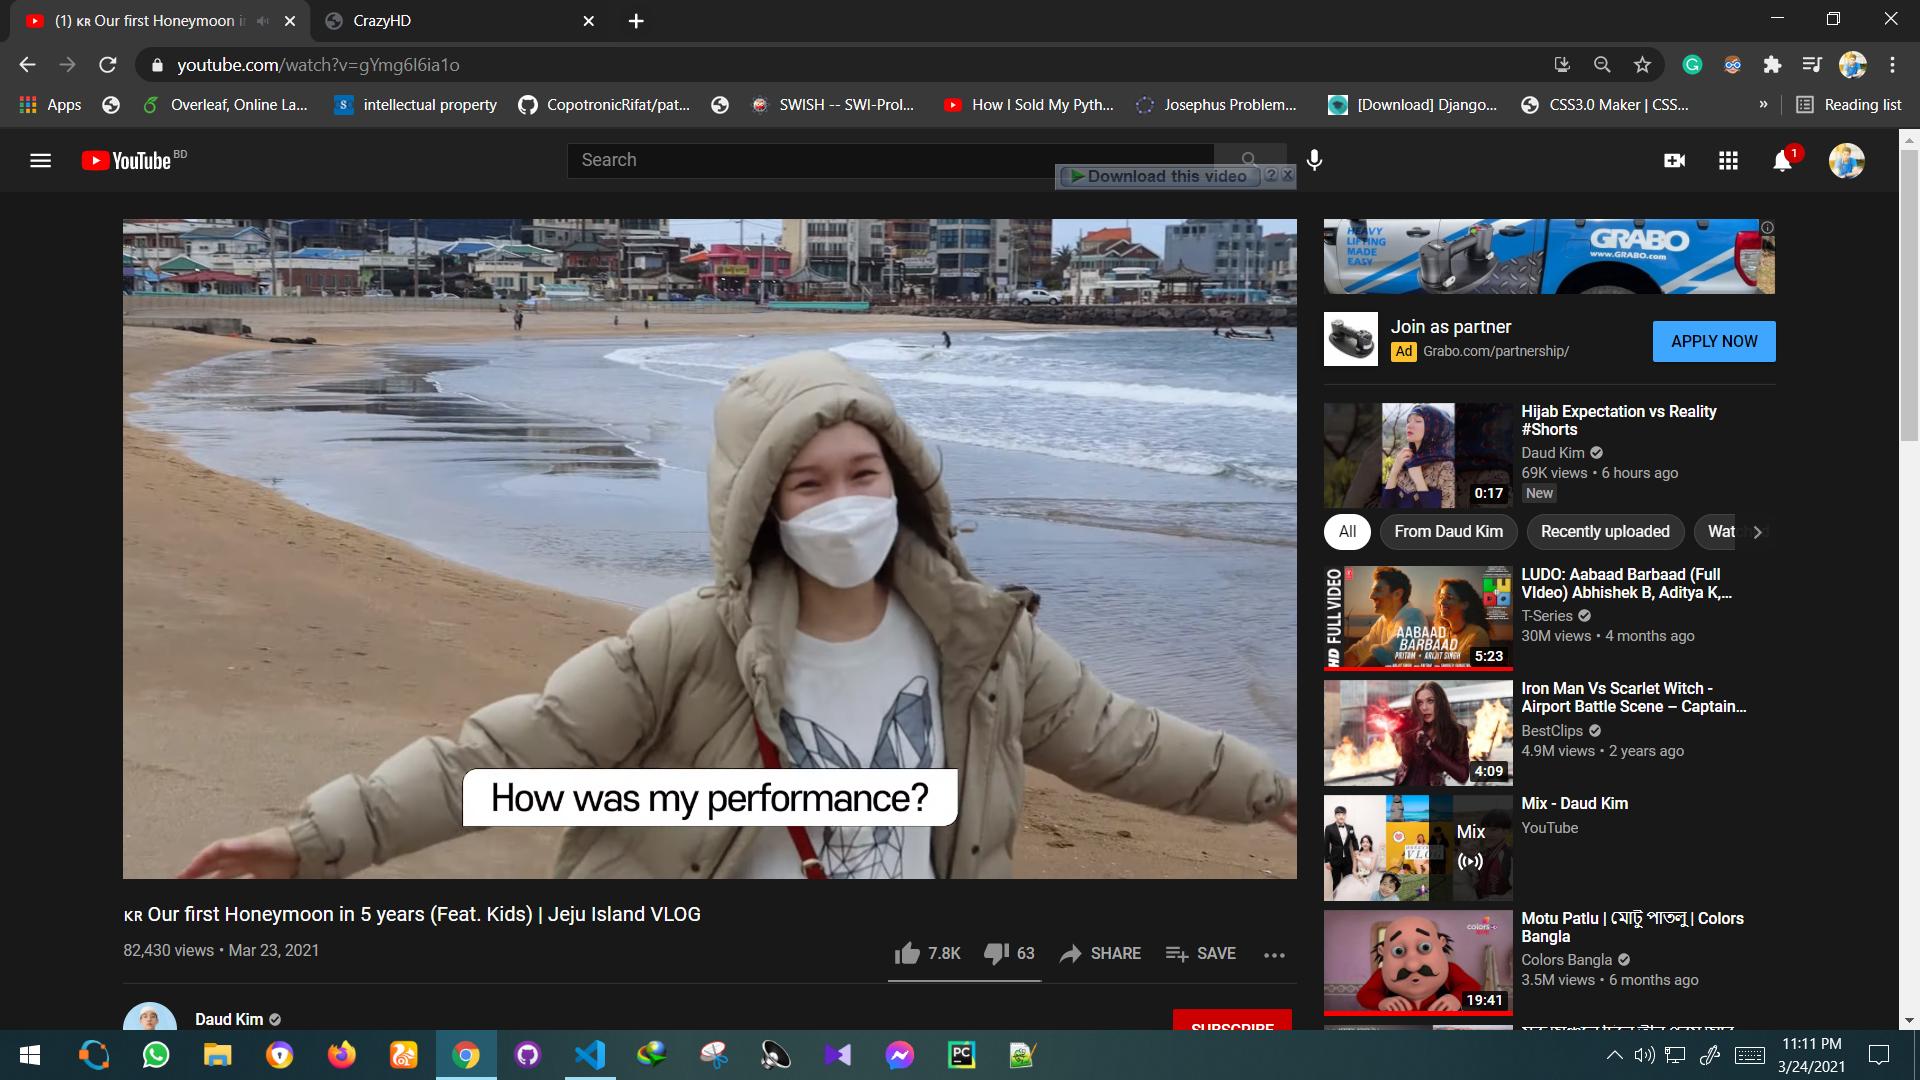 (1) KR Our first Honeymoon i
CrazyHD
youtube.com/watch?v=gYmg6l6ia1o
Apps
Overleaf, Online La...
intellectual property
CopotronicRifat/pat...
SWISH -- SWI-Prol...
How I Sold My Pyth...
Josephus Problem...
[Download] Django...
CSS3.0 Maker | CSS...
»
Reading list
YouTube BD
Search
1
Download this video ? X
HEAVY
LIFTING
MADE
EASY
GRABO
www.GRABO.com
Join as partner
Ad Grabo.com/partnership/
APPLY NOW
Hijab Expectation vs Reality
#Shorts
Daud Kim
69K views • 6 hours ago
New
0:17
All
From Daud Kim
Recently uploaded
HD FULL VIDEO
AABAAD
BARBAAD
PRITAM • ARIJIT SINGH
5:23
LUDO: Aabaad Barbaad (Full
VIdeo) Abhishek B, Aditya K,...
T-Series
30M views • 4 months ago
4:09
Iron Man Vs Scarlet Witch -
Airport Battle Scene – Captain...
BestClips
4.9M views • 2 years ago
Mix
Mix - Daud Kim
YouTube
colors
19:41
Motu Patlu | মোটু পাতলু | Colors
Bangla
Colors Bangla
3.5M views • 6 months ago
How was my performance?
KR Our first Honeymoon in 5 years (Feat. Kids) | Jeju Island VLOG
82,430 views • Mar 23, 2021
7.8K
63
SHARE
SAVE
Daud Kim
SUBSCRIBE
PC
11:11 PM
3/24/2021